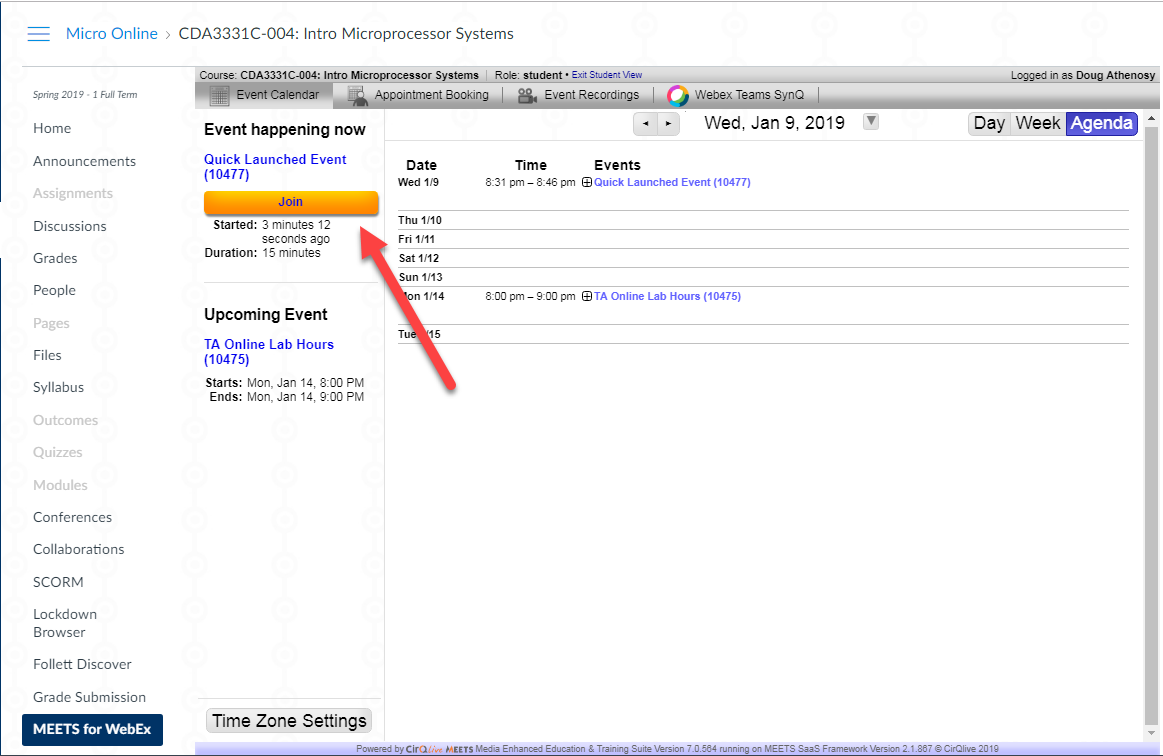 Micro Online › CDA3331C-004: Intro Microprocessor Systems
Spring 2019 - 1 Full Term
Home
Announcements
Assignments
Discussions
Grades
People
Pages
Files
Syllabus
Outcomes
Quizzes
Modules
Conferences
Collaborations
SCORM
Lockdown
Browser
Follett Discover
Grade Submission
MEETS for WebEx
Course: CDA3331C-004: Intro Microprocessor Systems | Role: student • Exit Student View
Logged in as Doug Athenosy
Event Calendar
Appointment Booking
Event Recordings
Webex Teams SynQ
Event happening now
Quick Launched Event
(10477)
Join
Started: 3 minutes 12
seconds ago
Duration: 15 minutes
Upcoming Event
TA Online Lab Hours
(10475)
Starts: Mon, Jan 14, 8:00 PM
Ends: Mon, Jan 14, 9:00 PM
Time Zone Settings
Wed, Jan 9, 2019
Day Week Agenda
Date Time Events
Wed 1/9 8:31 pm – 8:46 pm Quick Launched Event (10477)
Thu 1/10
Fri 1/11
Sat 1/12
Sun 1/13
Mon 1/14 8:00 pm – 9:00 pm TA Online Lab Hours (10475)
Tue 1/15
Powered by CirQlive MEETS Media Enhanced Education & Training Suite Version 7.0.564 running on MEETS SaaS Framework Version 2.1.867 © CirQlive 2019